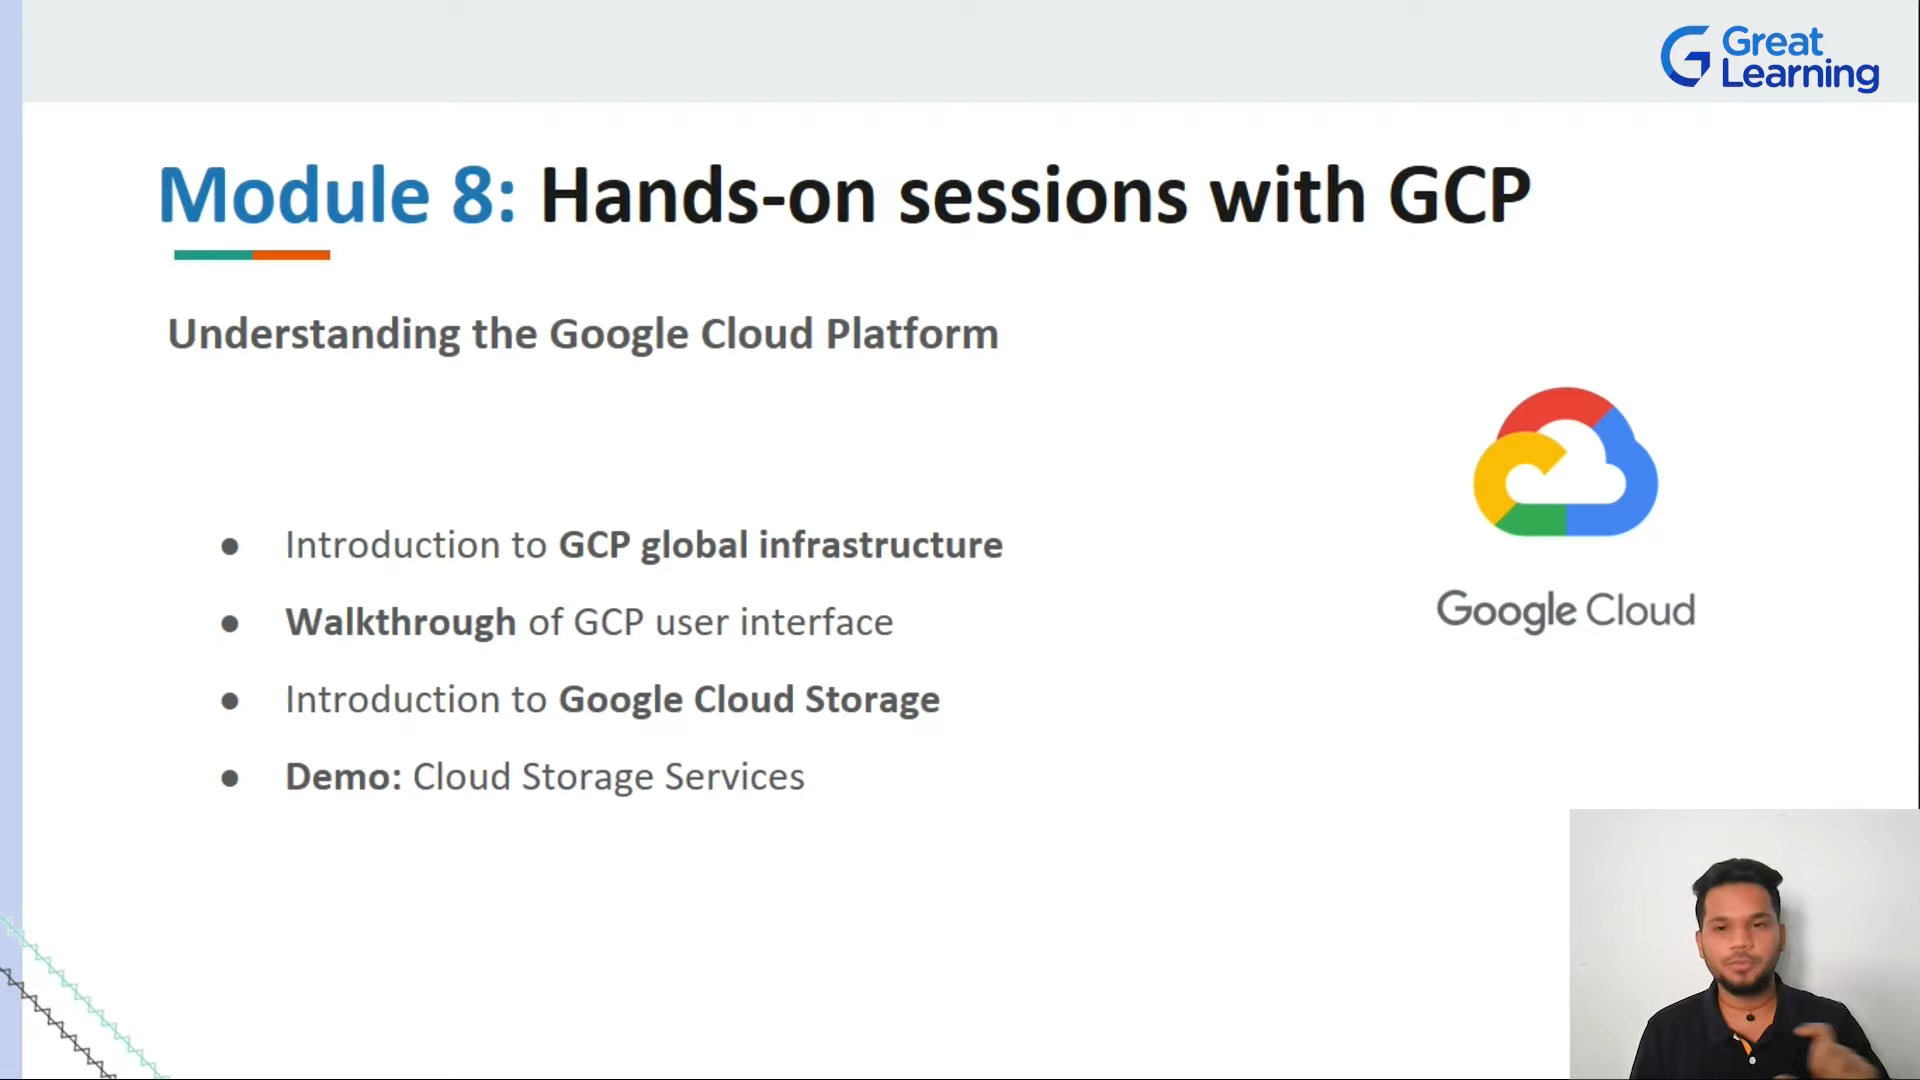 Great
Learning
Module 8: Hands-on sessions with GCP
Understanding the Google Cloud Platform
● Introduction to GCP global infrastructure
● Walkthrough of GCP user interface
● Introduction to Google Cloud Storage
● Demo: Cloud Storage Services
Google Cloud